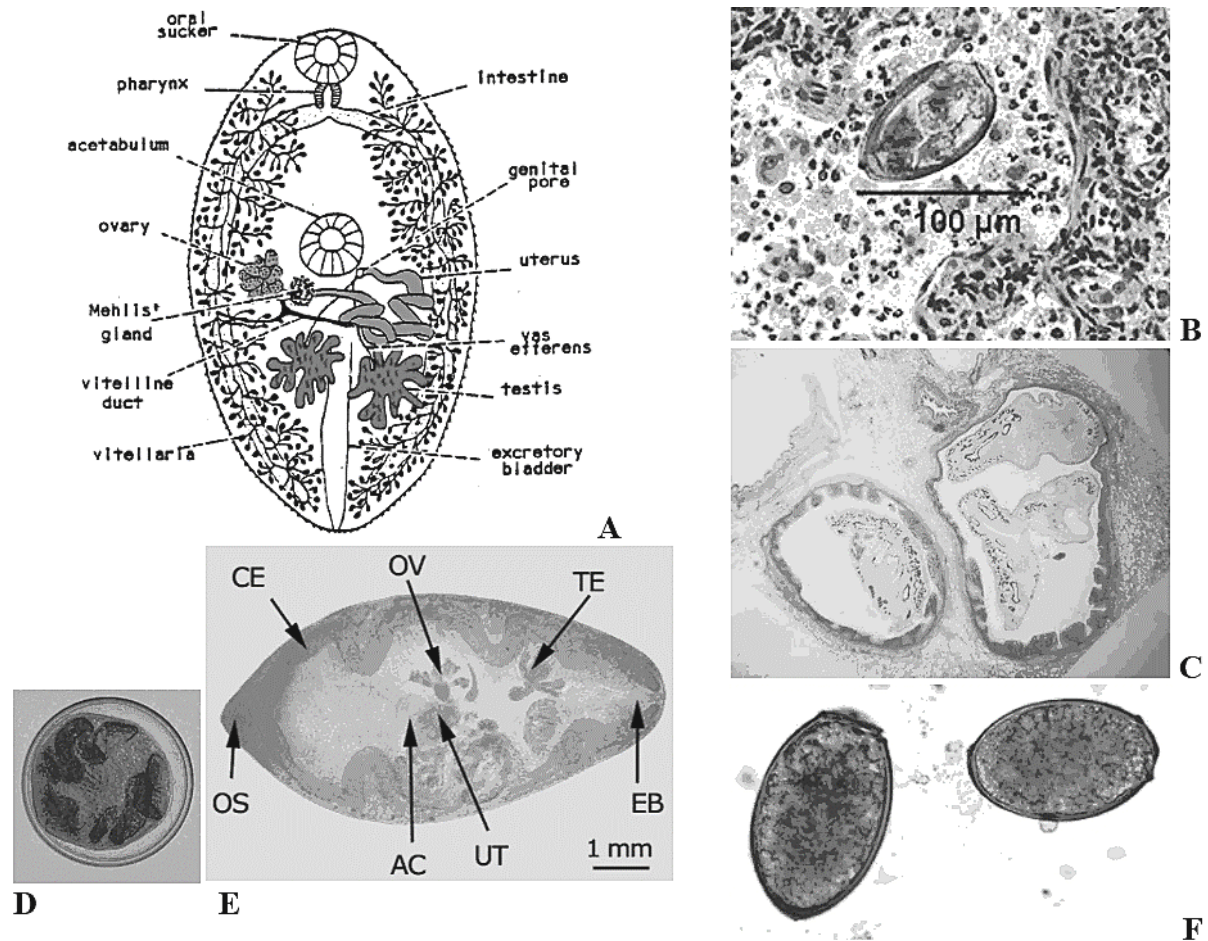 oral
sucker
pharynx
intestine
acetabulum
genital
pore
ovary
uterus
Mehlis'
gland
vas
efferens
vitelline
duct
testis
vitellaria
excretory
bladder
A
100 µm
B
C
CE
OV
TE
OS
AC
UT
EB
1 mm
D
E
F